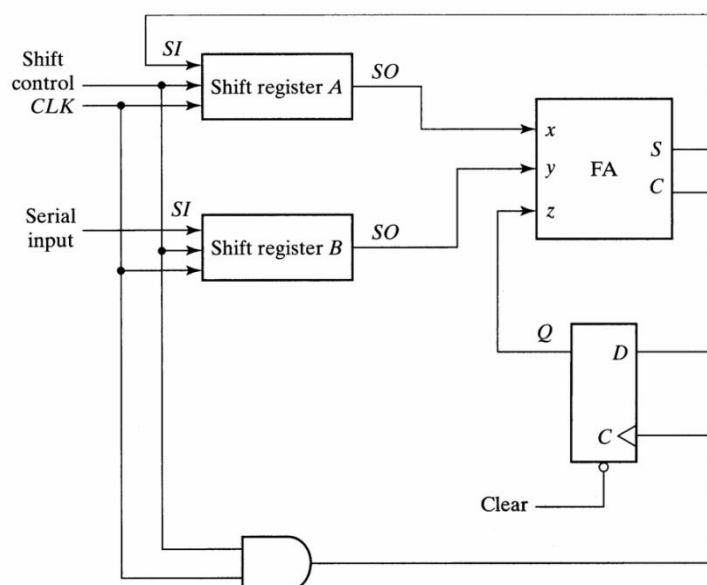 SI
Shift
control
CLK
Shift register A
SO
x
y
z
FA
S
C
Serial
input
SI
Shift register B
SO
Q
D
C
Clear